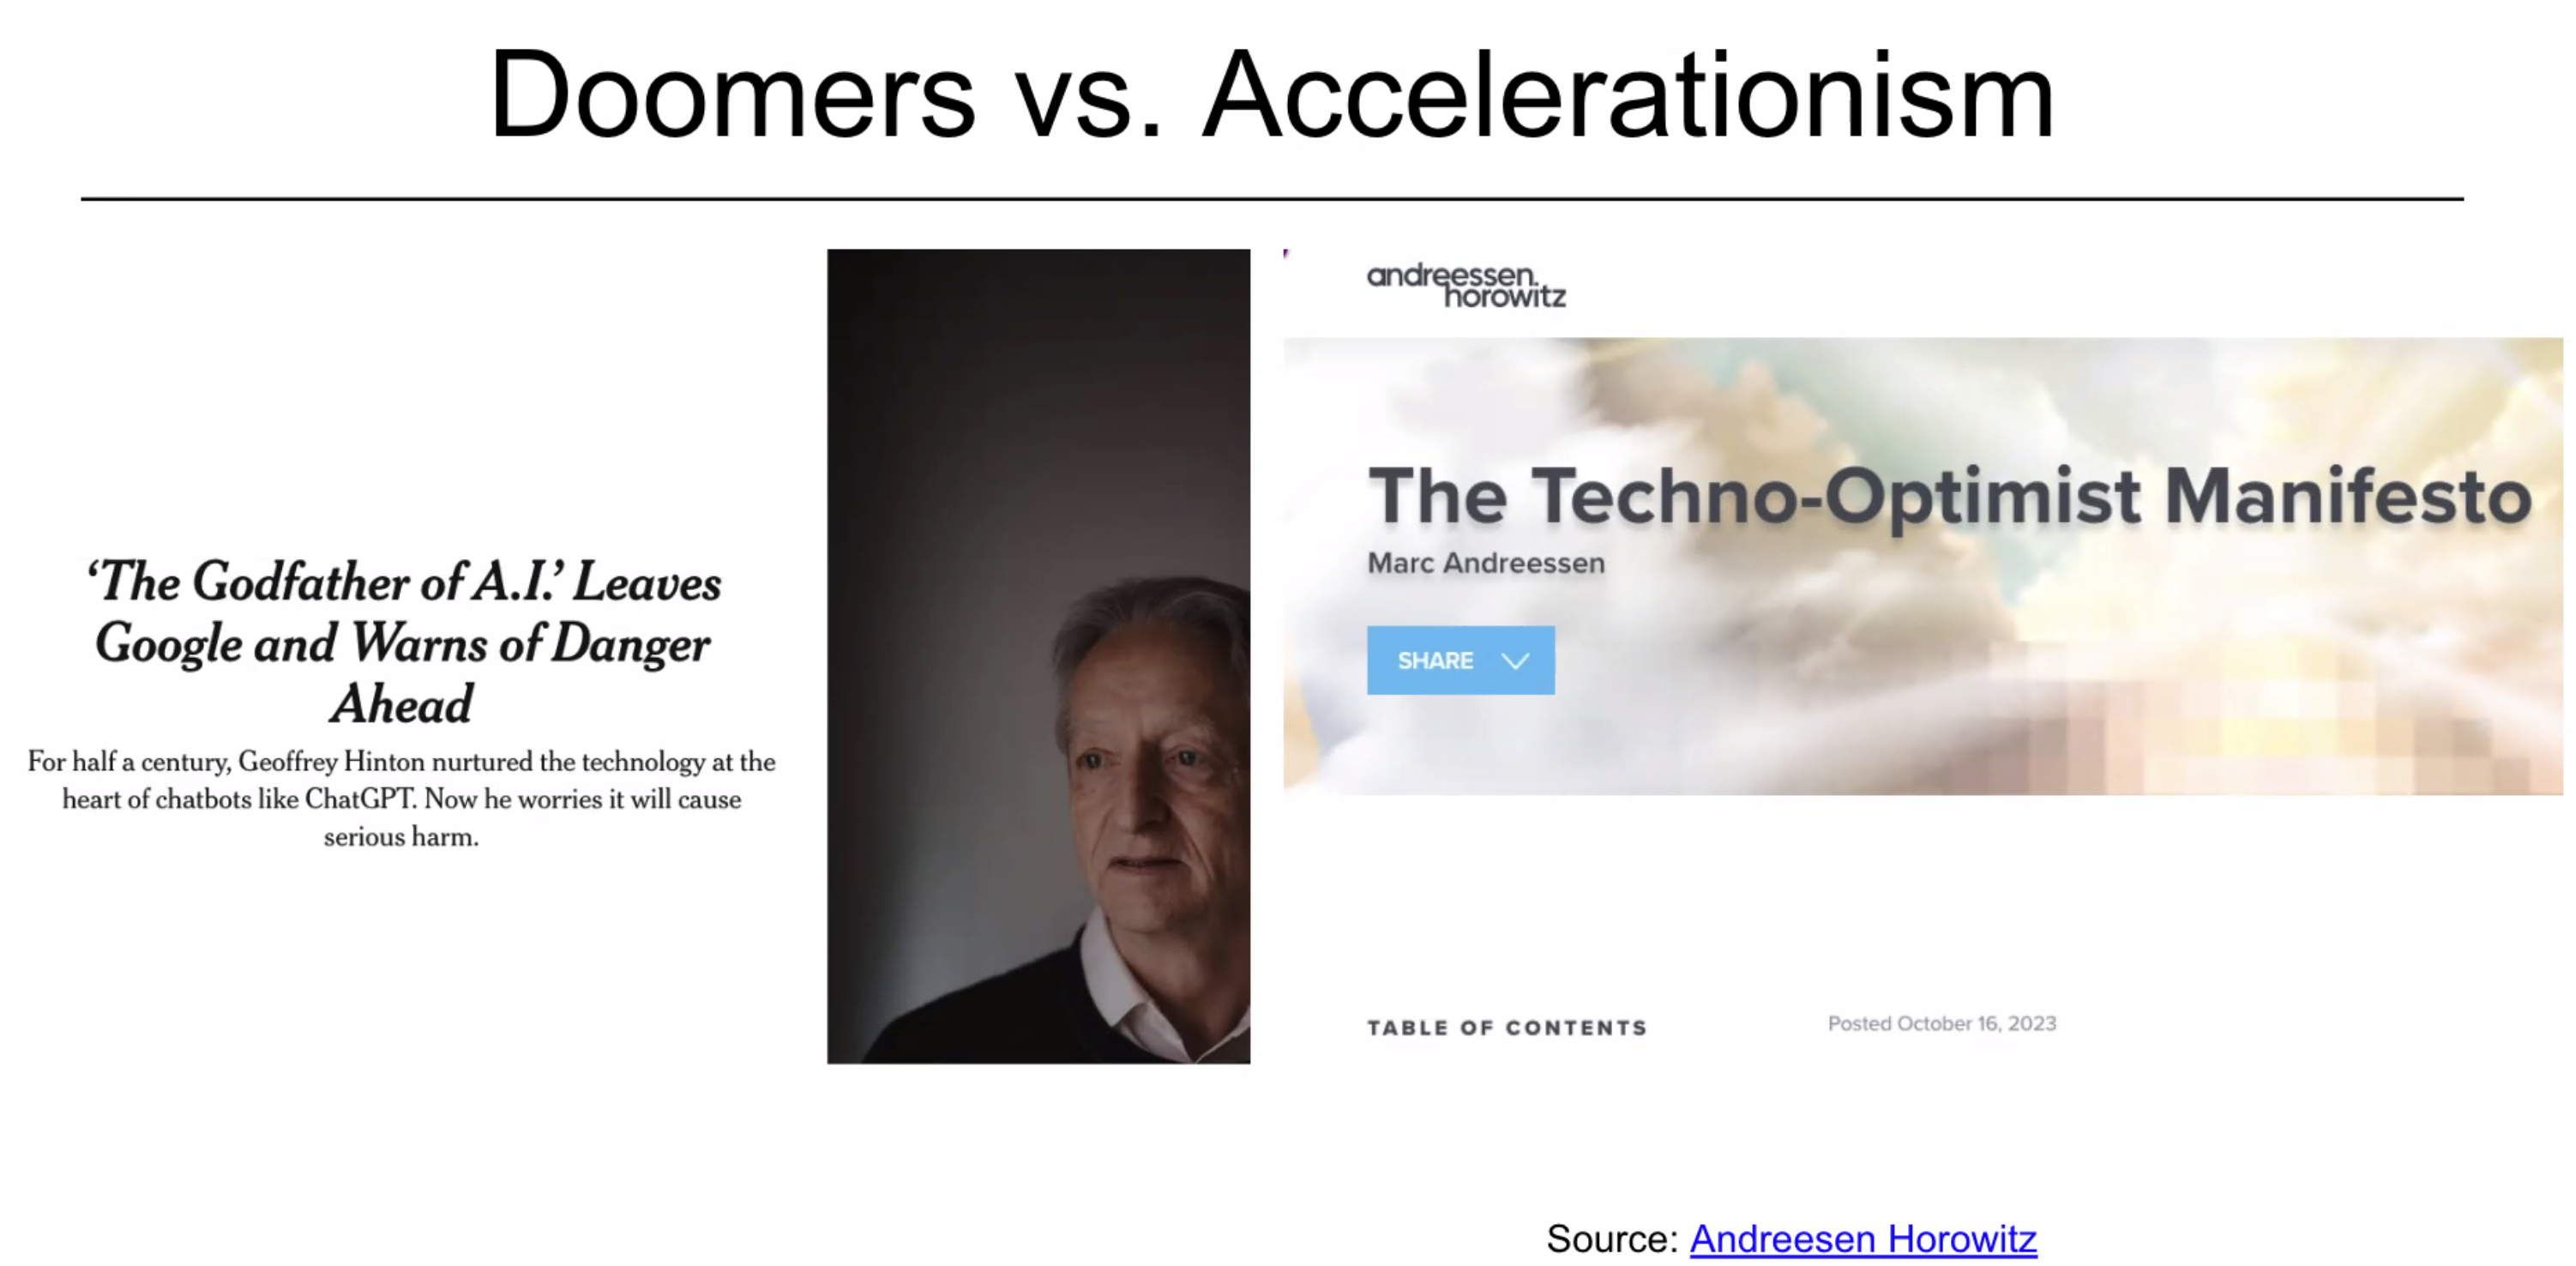 Doomers vs. Accelerationism
‘The Godfather of A.I.’ Leaves
Google and Warns of Danger
Ahead
For half a century, Geoffrey Hinton nurtured the technology at the
heart of chatbots like ChatGPT. Now he worries it will cause
serious harm.
andreessen.
horowitz
The Techno-Optimist Manifesto
Marc Andreessen
SHARE
TABLE OF CONTENTS
Posted October 16, 2023
Source: Andreesen Horowitz